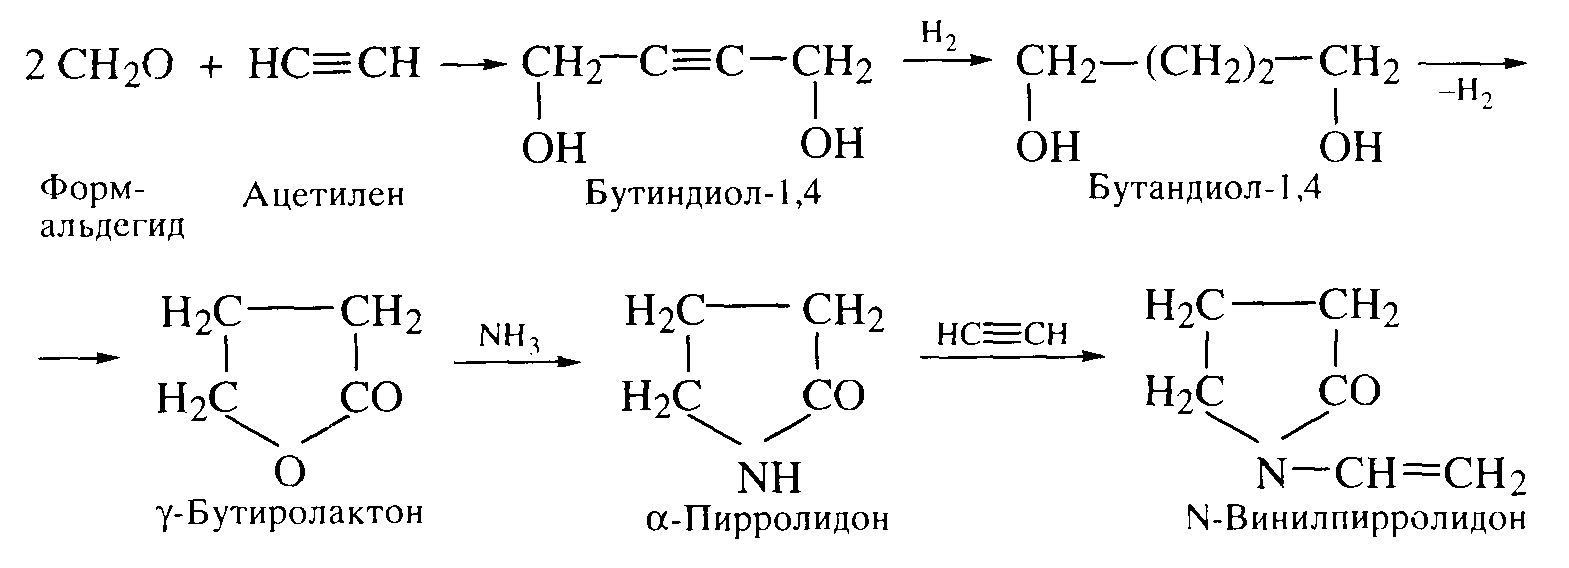 2 CH₂O + HC≡CH → CH₂—C≡C—CH₂ H₂ → CH₂—(CH₂)₂—CH₂ → –H₂
OH OH OH OH
Форм- Ацетилен Бутиндиол-1,4 Бутандиол-1,4
альдегид
→ H₂C—CH₂ NH₃ → H₂C—CH₂ HC≡CH → H₂C—CH₂
H₂C CO H₂C CO H₂C CO
O NH N—CH=CH₂
γ-Бутиролактон α-Пирролидон N-Винилпирролидон